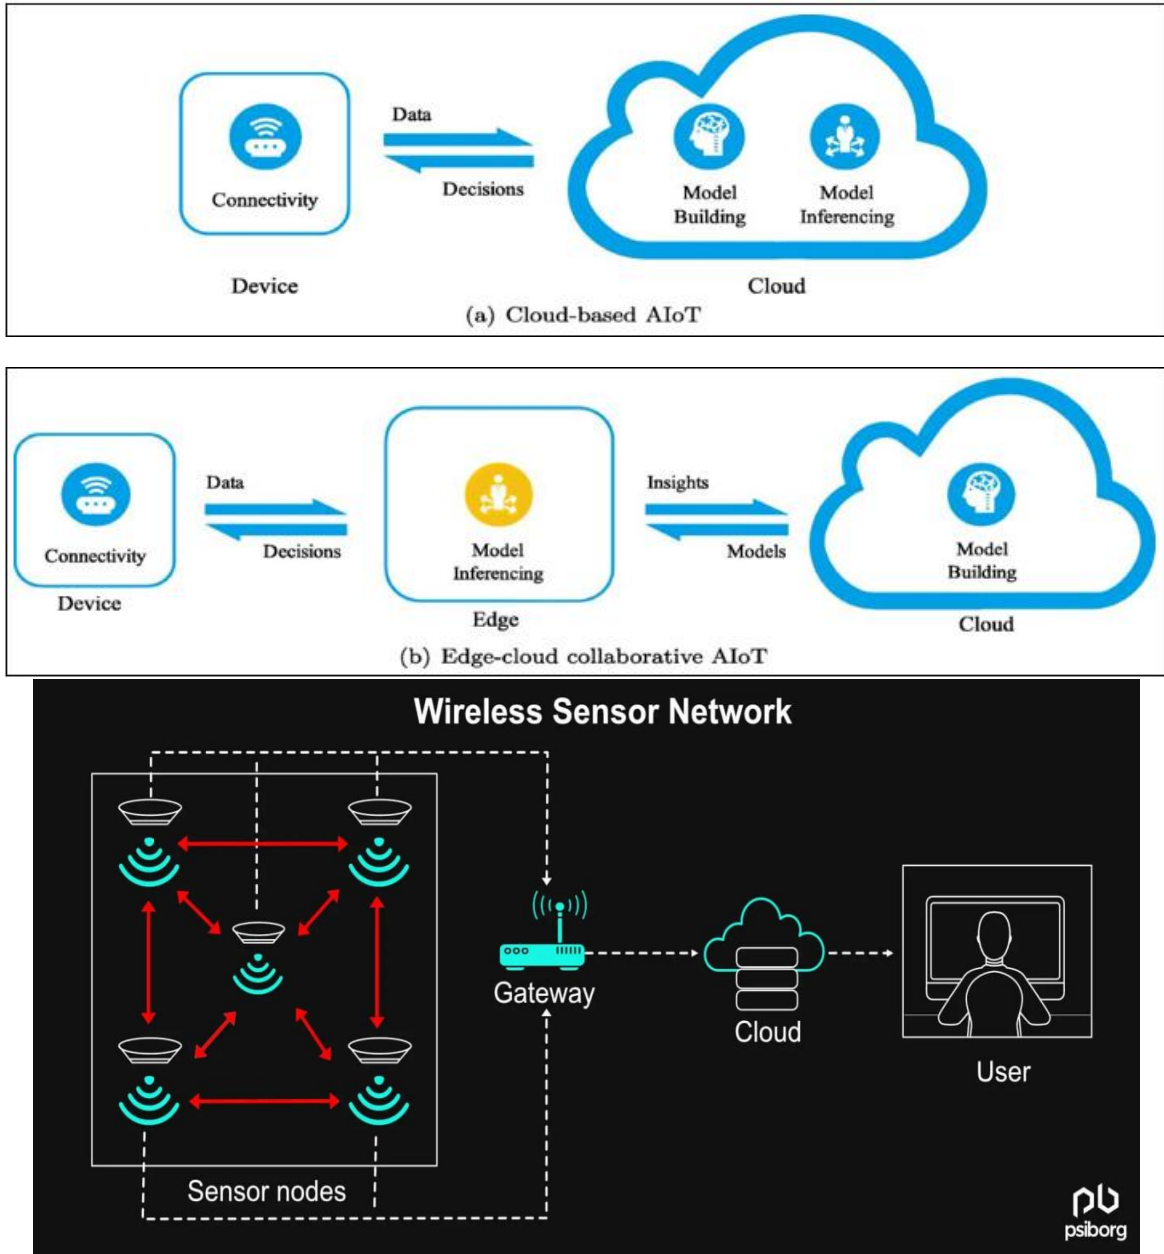 Data
Connectivity
Decisions
Model
Building
Model
Inferencing
Device
Cloud
(a) Cloud-based AIoT
Data
Insights
Connectivity
Decisions
Model
Inferencing
Models
Model
Building
Device
Edge
Cloud
(b) Edge-cloud collaborative AIoT
Wireless Sensor Network
Gateway
Cloud
User
Sensor nodes
psiborg